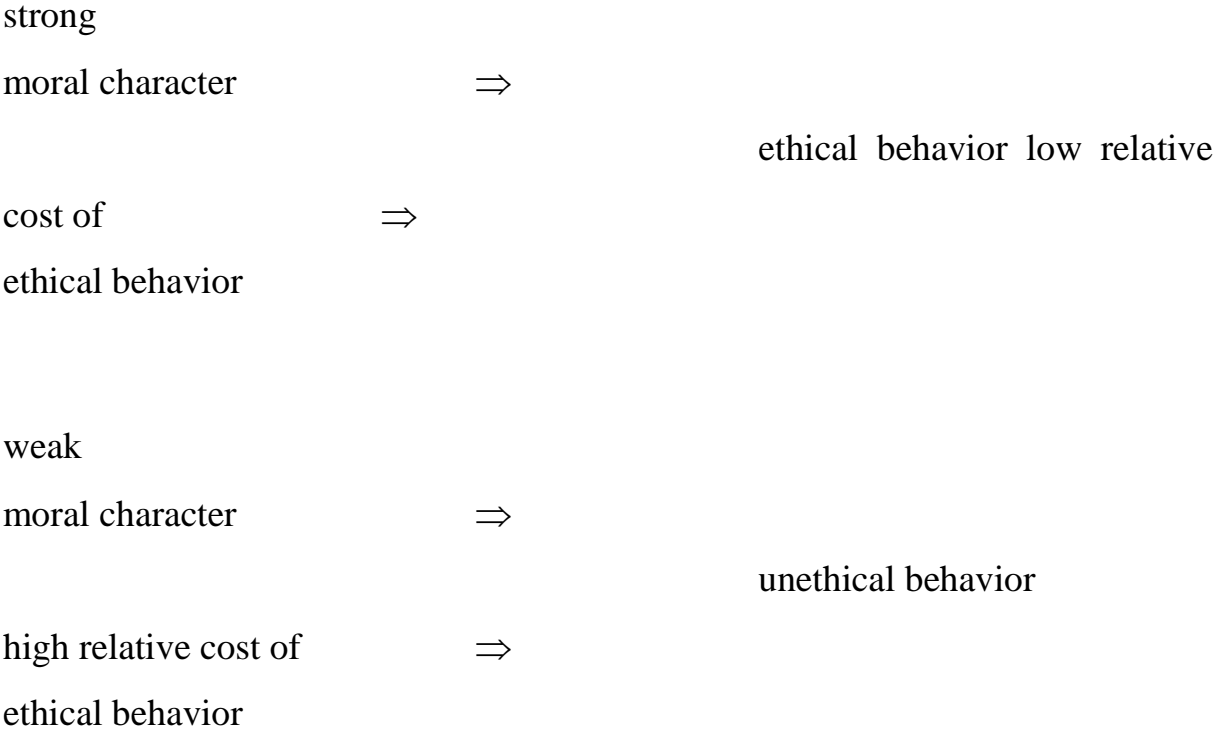 strong
moral character ⇒
ethical behavior low relative
cost of ⇒
ethical behavior
weak
moral character ⇒
unethical behavior
high relative cost of ⇒
ethical behavior